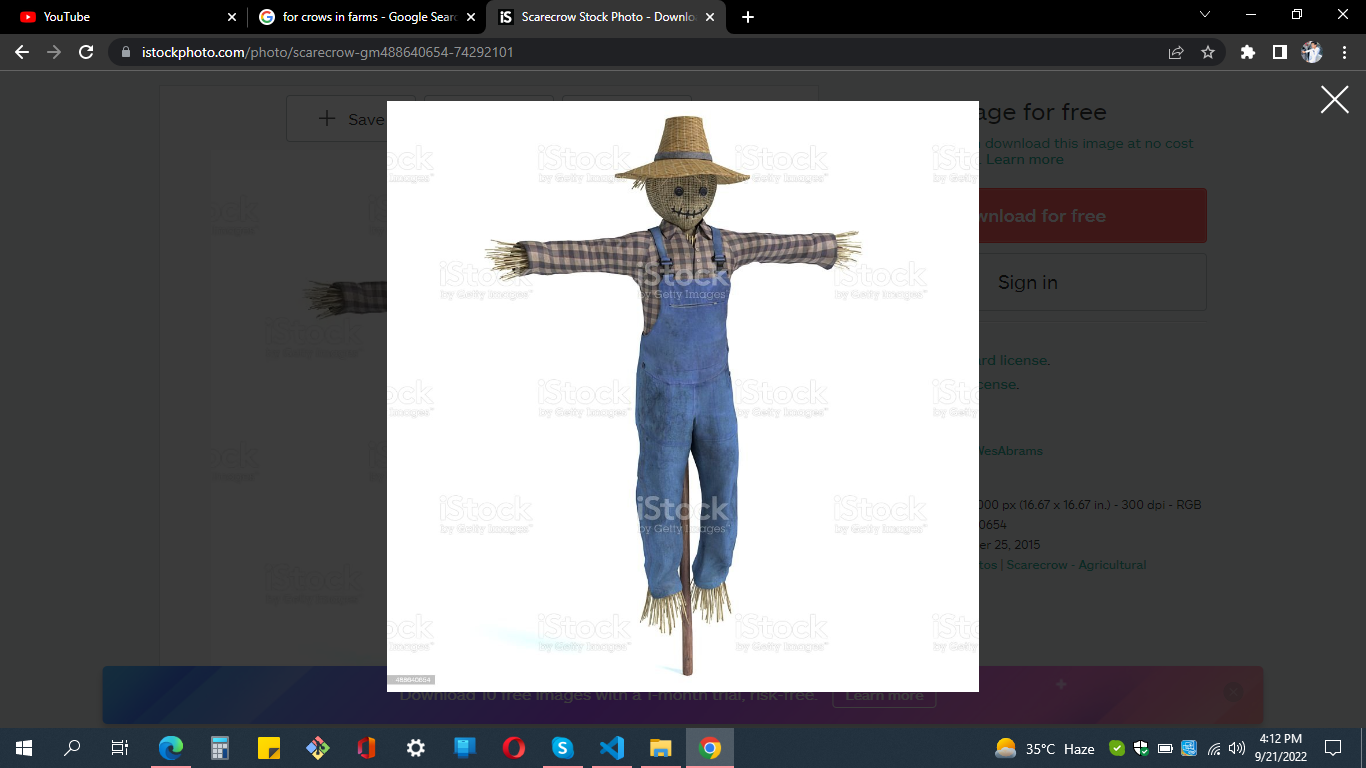 YouTube
for crows in farms - Google Sear
Scarecrow Stock Photo - Downlo
istockphoto.com/photo/scarecrow-gm488640654-74292101
Save
age for free
download this image at no cost
Learn more
wnload for free
Sign in
rd license.
cense.
WesAbrams
000 px (16.67 x 16.67 in.) - 300 dpi - RGB
0654
er 25, 2015
tos | Scarecrow - Agricultural
iStock
by Getty Images™
488640654
Download 10 free images with a 1-month trial, risk-free.
Learn more
35°C Haze
4:12 PM
9/21/2022